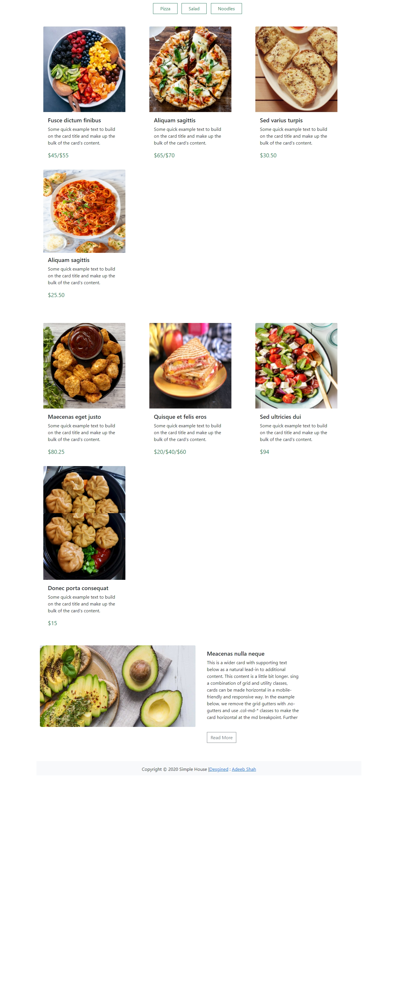 Pizza
Salad
Noodles
Fusce dictum finibus
Some quick example text to build
on the card title and make up the
bulk of the card's content.
$45/$55
Aliquam sagittis
Some quick example text to build
on the card title and make up the
bulk of the card's content.
$65/$70
Sed varius turpis
Some quick example text to build
on the card title and make up the
bulk of the card's content.
$30.50
Aliquam sagittis
Some quick example text to build
on the card title and make up the
bulk of the card's content.
$25.50
Maecenas eget justo
Some quick example text to build
on the card title and make up the
bulk of the card's content.
$80.25
Quisque et felis eros
Some quick example text to build
on the card title and make up the
bulk of the card's content.
$20/$40/$60
Sed ultricies dui
Some quick example text to build
on the card title and make up the
bulk of the card's content.
$94
Donec porta consequat
Some quick example text to build
on the card title and make up the
bulk of the card's content.
$15
Meacenas nulla neque
This is a wider card with supporting text
below as a natural lead-in to additional
content. This content is a little bit longer. sing
a combination of grid and utility classes,
cards can be made horizontal in a mobile-
friendly and responsive way. In the example
below, we remove the grid gutters with .no-
gutters and use .col-md-* classes to make the
card horizontal at the md breakpoint. Further
Read More
Copyright © 2020 Simple House |Desgined : Adeeb Shah